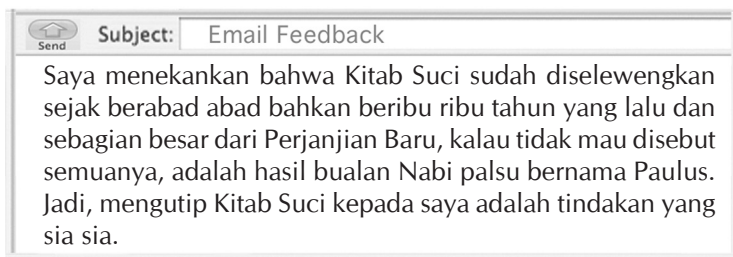 Send Subject: Email Feedback
Saya menekankan bahwa Kitab Suci sudah diselewengkan
sejak berabad abad bahkan beribu ribu tahun yang lalu dan
sebagian besar dari Perjanjian Baru, kalau tidak mau disebut
semuanya, adalah hasil bualan Nabi palsu bernama Paulus.
Jadi, mengutip Kitab Suci kepada saya adalah tindakan yang
sia sia.